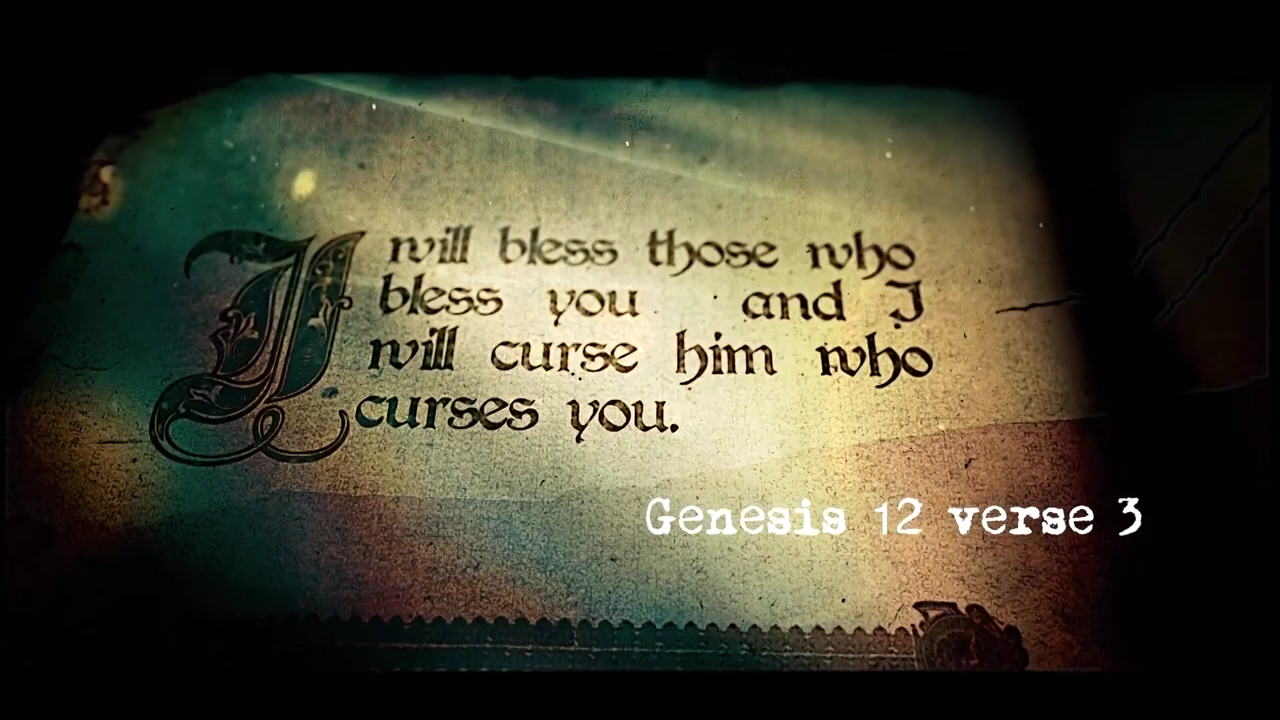 I will bless those who
bless you and I
will curse him who
curses you.
Genesis 12 verse 3